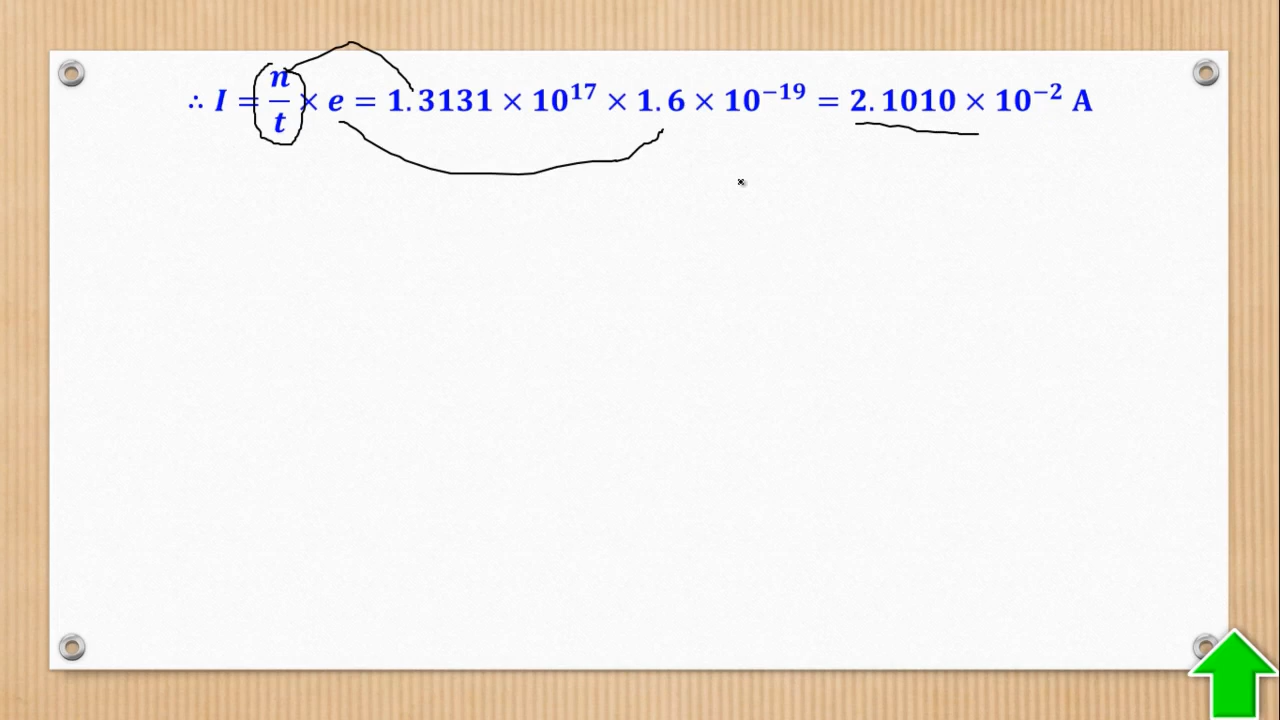 ∴ I = n/t × e = 1.3131 × 10¹⁷ × 1.6 × 10⁻¹⁹ = 2.1010 × 10⁻² A